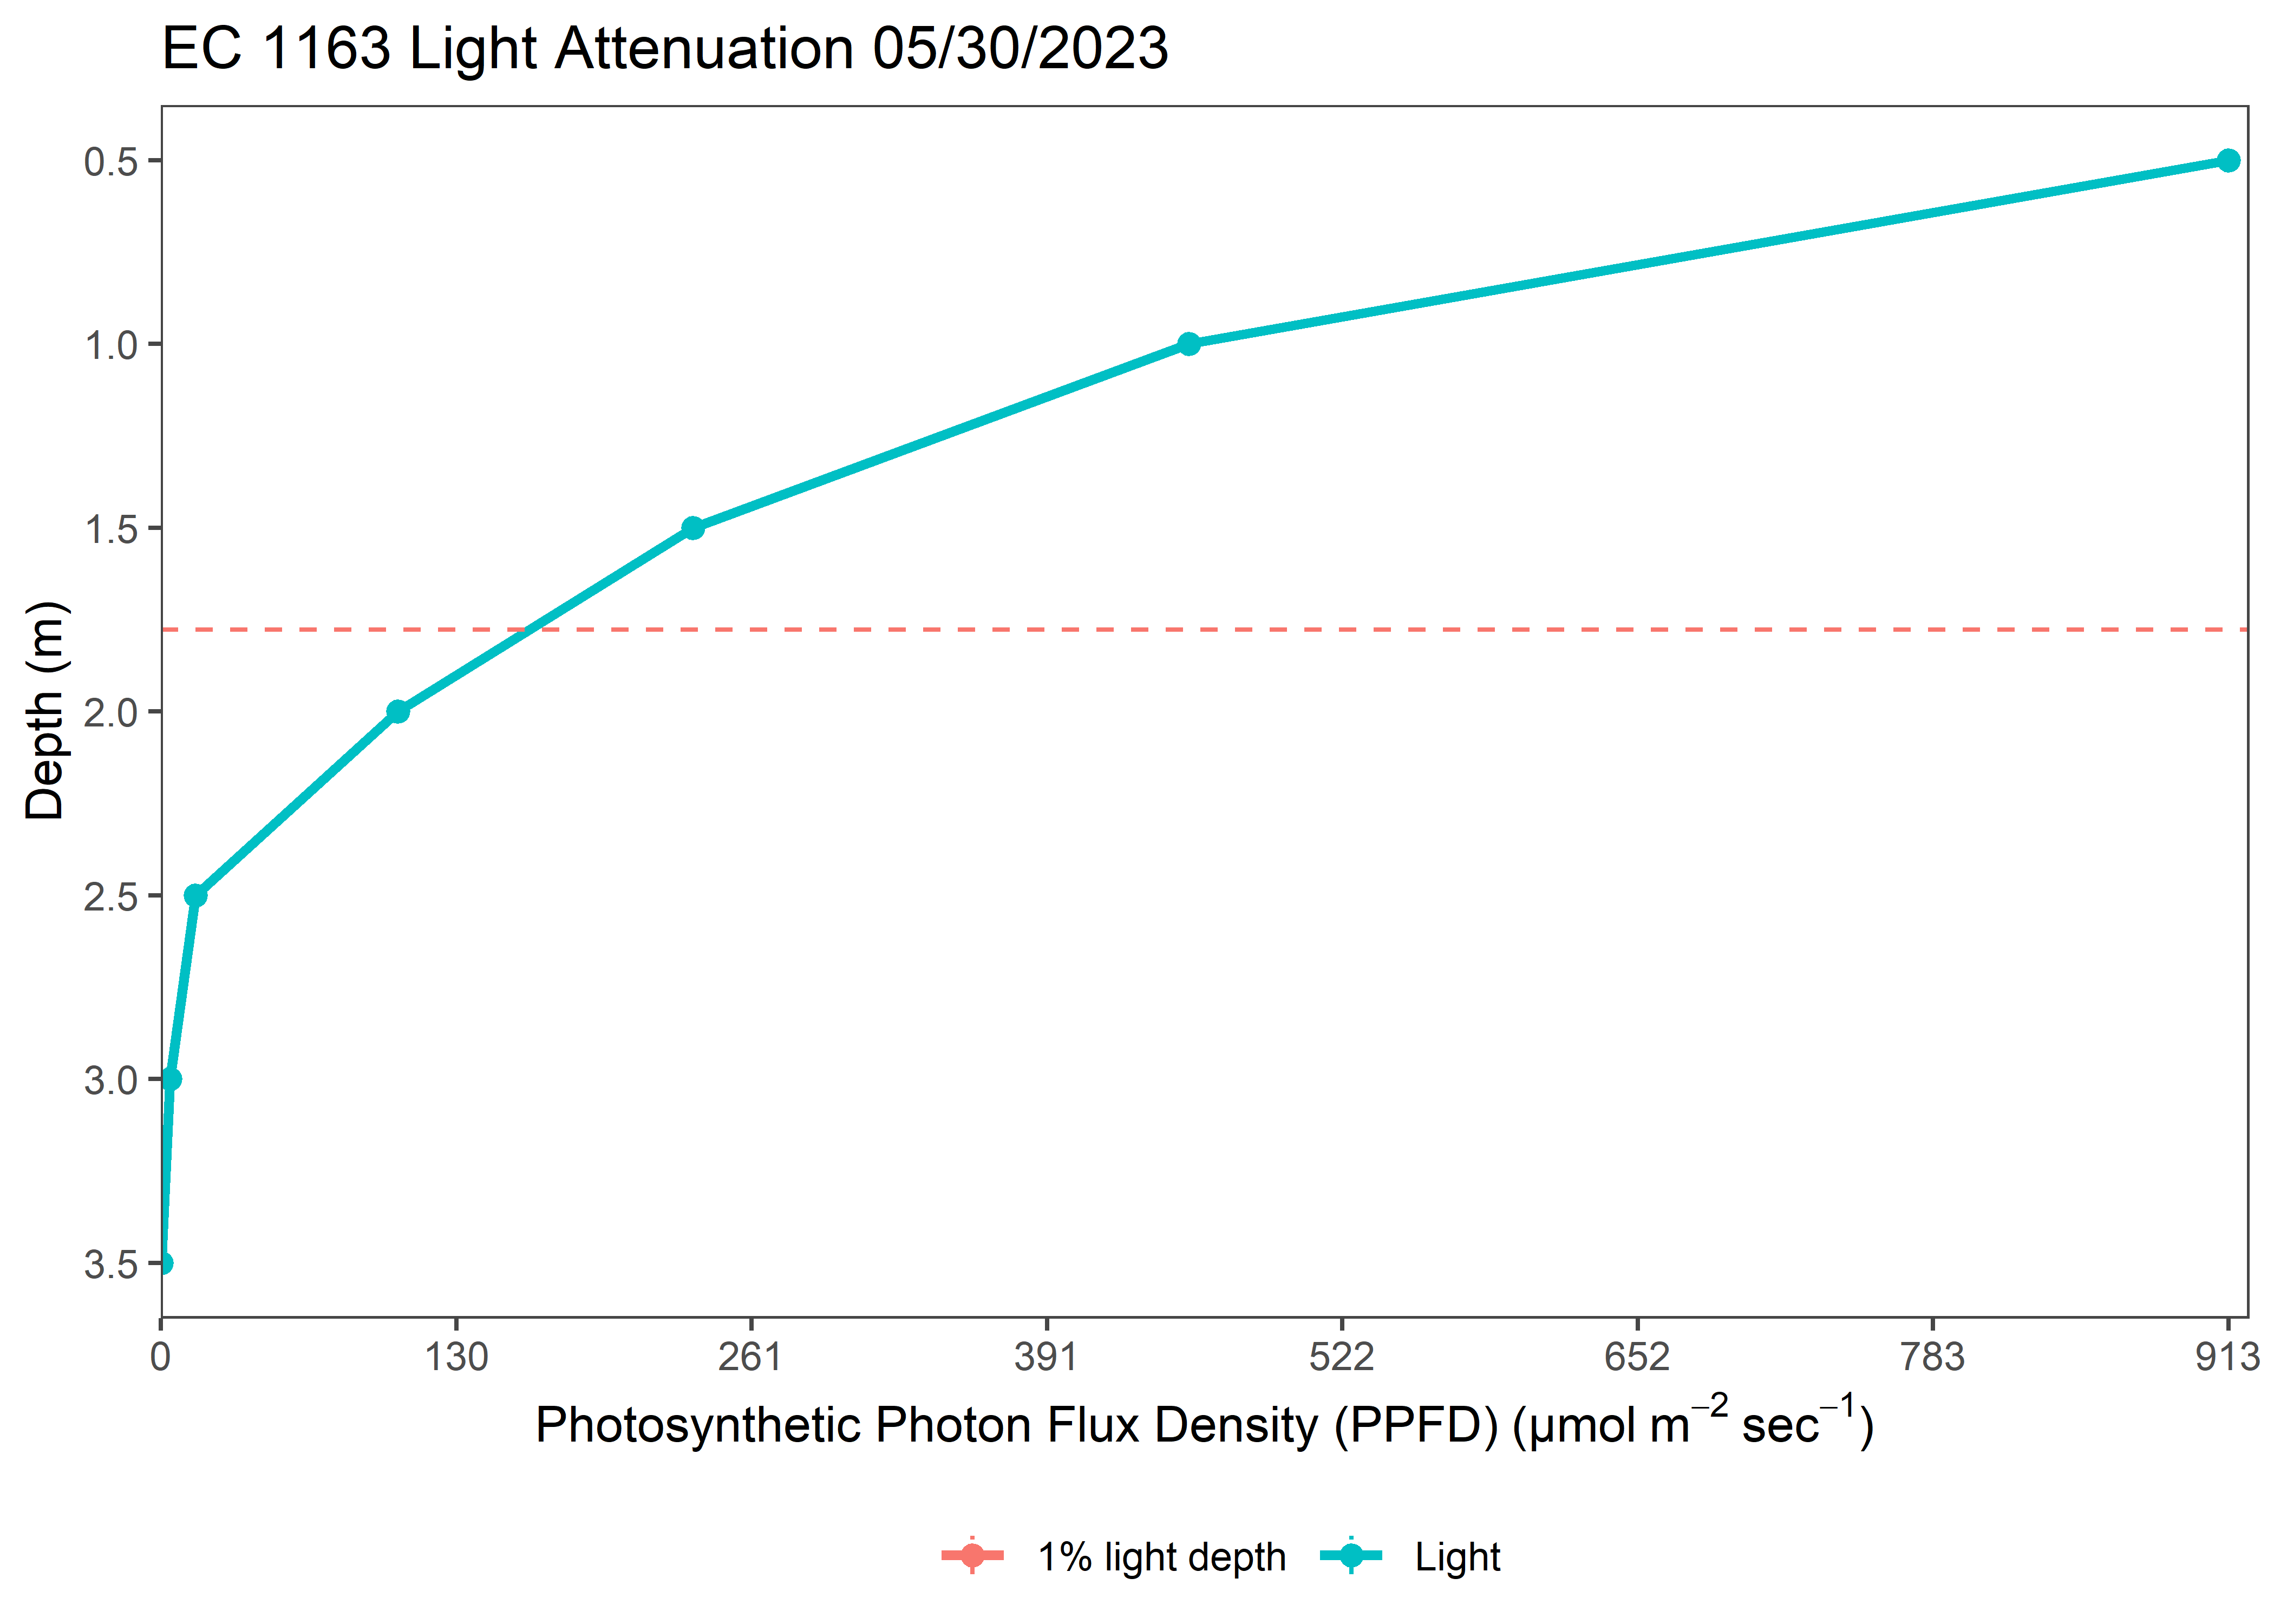 EC 1163 Light Attenuation 05/30/2023
0.5
1.0
1.5
2.0
2.5
3.0
3.5
Depth (m)
0 130 261 391 522 652 783 913
Photosynthetic Photon Flux Density (PPFD) (µmol m⁻² sec⁻¹)
1% light depth Light